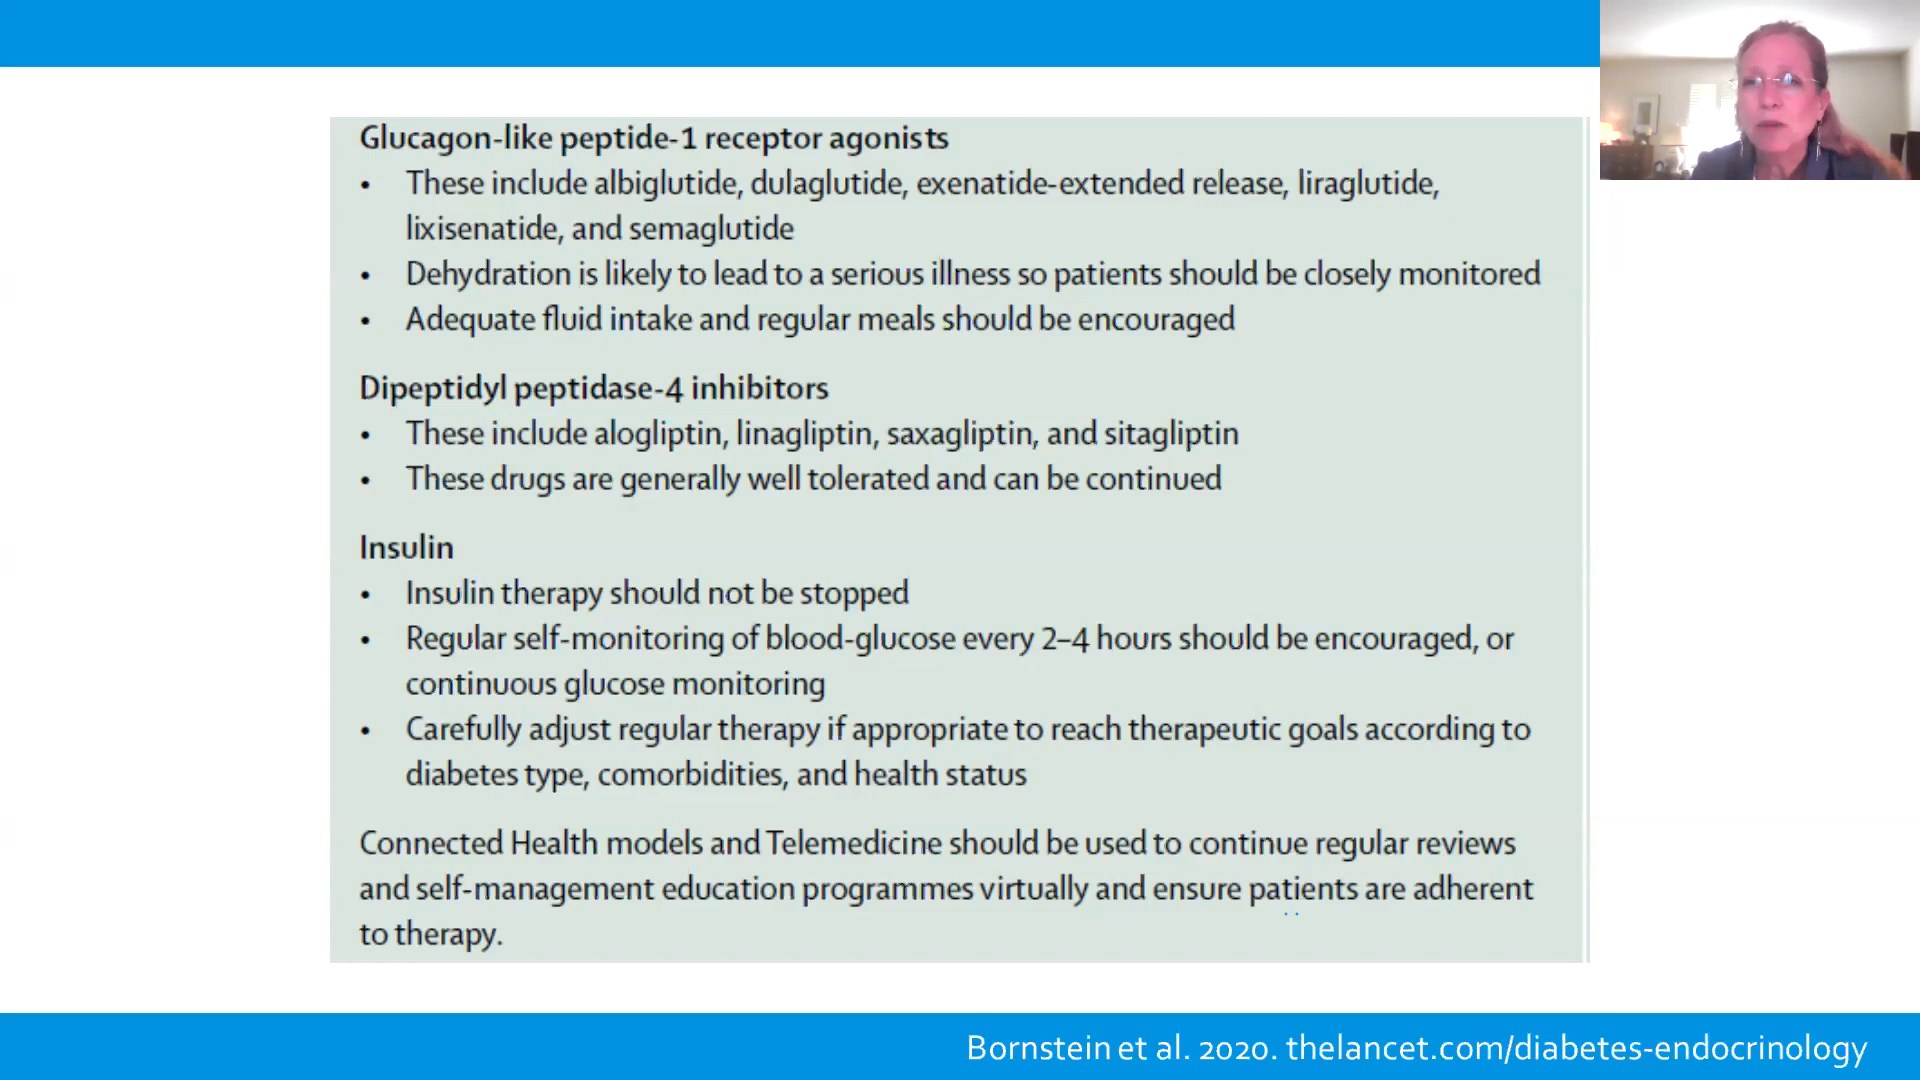 Glucagon-like peptide-1 receptor agonists
• These include albiglutide, dulaglutide, exenatide-extended release, liraglutide,
lixisenatide, and semaglutide
• Dehydration is likely to lead to a serious illness so patients should be closely monitored
• Adequate fluid intake and regular meals should be encouraged
Dipeptidyl peptidase-4 inhibitors
• These include alogliptin, linagliptin, saxagliptin, and sitagliptin
• These drugs are generally well tolerated and can be continued
Insulin
• Insulin therapy should not be stopped
• Regular self-monitoring of blood-glucose every 2–4 hours should be encouraged, or
continuous glucose monitoring
• Carefully adjust regular therapy if appropriate to reach therapeutic goals according to
diabetes type, comorbidities, and health status
Connected Health models and Telemedicine should be used to continue regular reviews
and self-management education programmes virtually and ensure patients are adherent
to therapy.
Bornstein et al. 2020. thelancet.com/diabetes-endocrinology